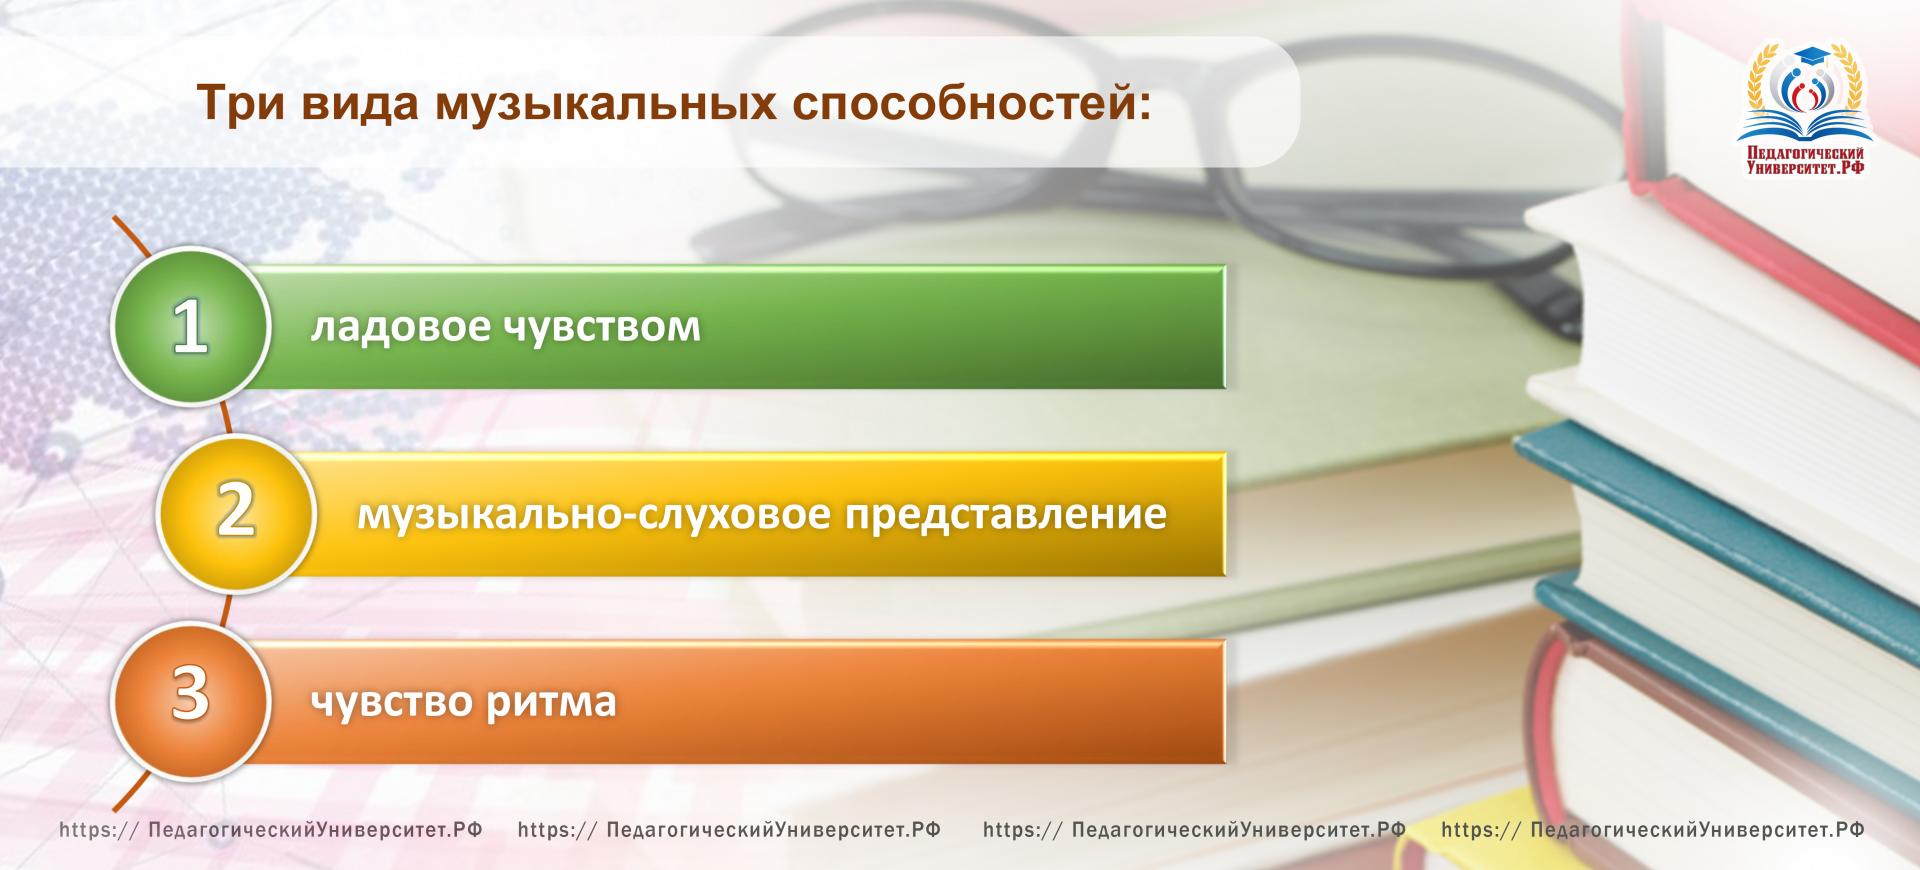 Три вида музыкальных способностей:
ПЕДАГОГИЧЕСКИЙ
УНИВЕРСИТЕТ.РФ
1
ладовое чувством
2
музыкально-слуховое представление
3
чувство ритма
https:// ПедагогическийУниверситет.РФ https:// ПедагогическийУниверситет.РФ https:// ПедагогическийУниверситет.РФ https:// ПедагогическийУниверситет.РФ